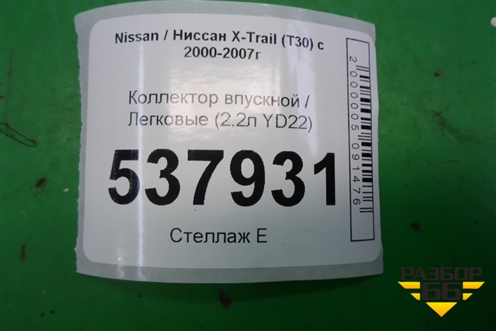 Nissan / Ниссан X-Trail (T30) с
2000-2007г
Коллектор впускной /
Легковые (2.2л YD22)
537931
Стеллаж Е
2000005091476
РАЗБОР
66